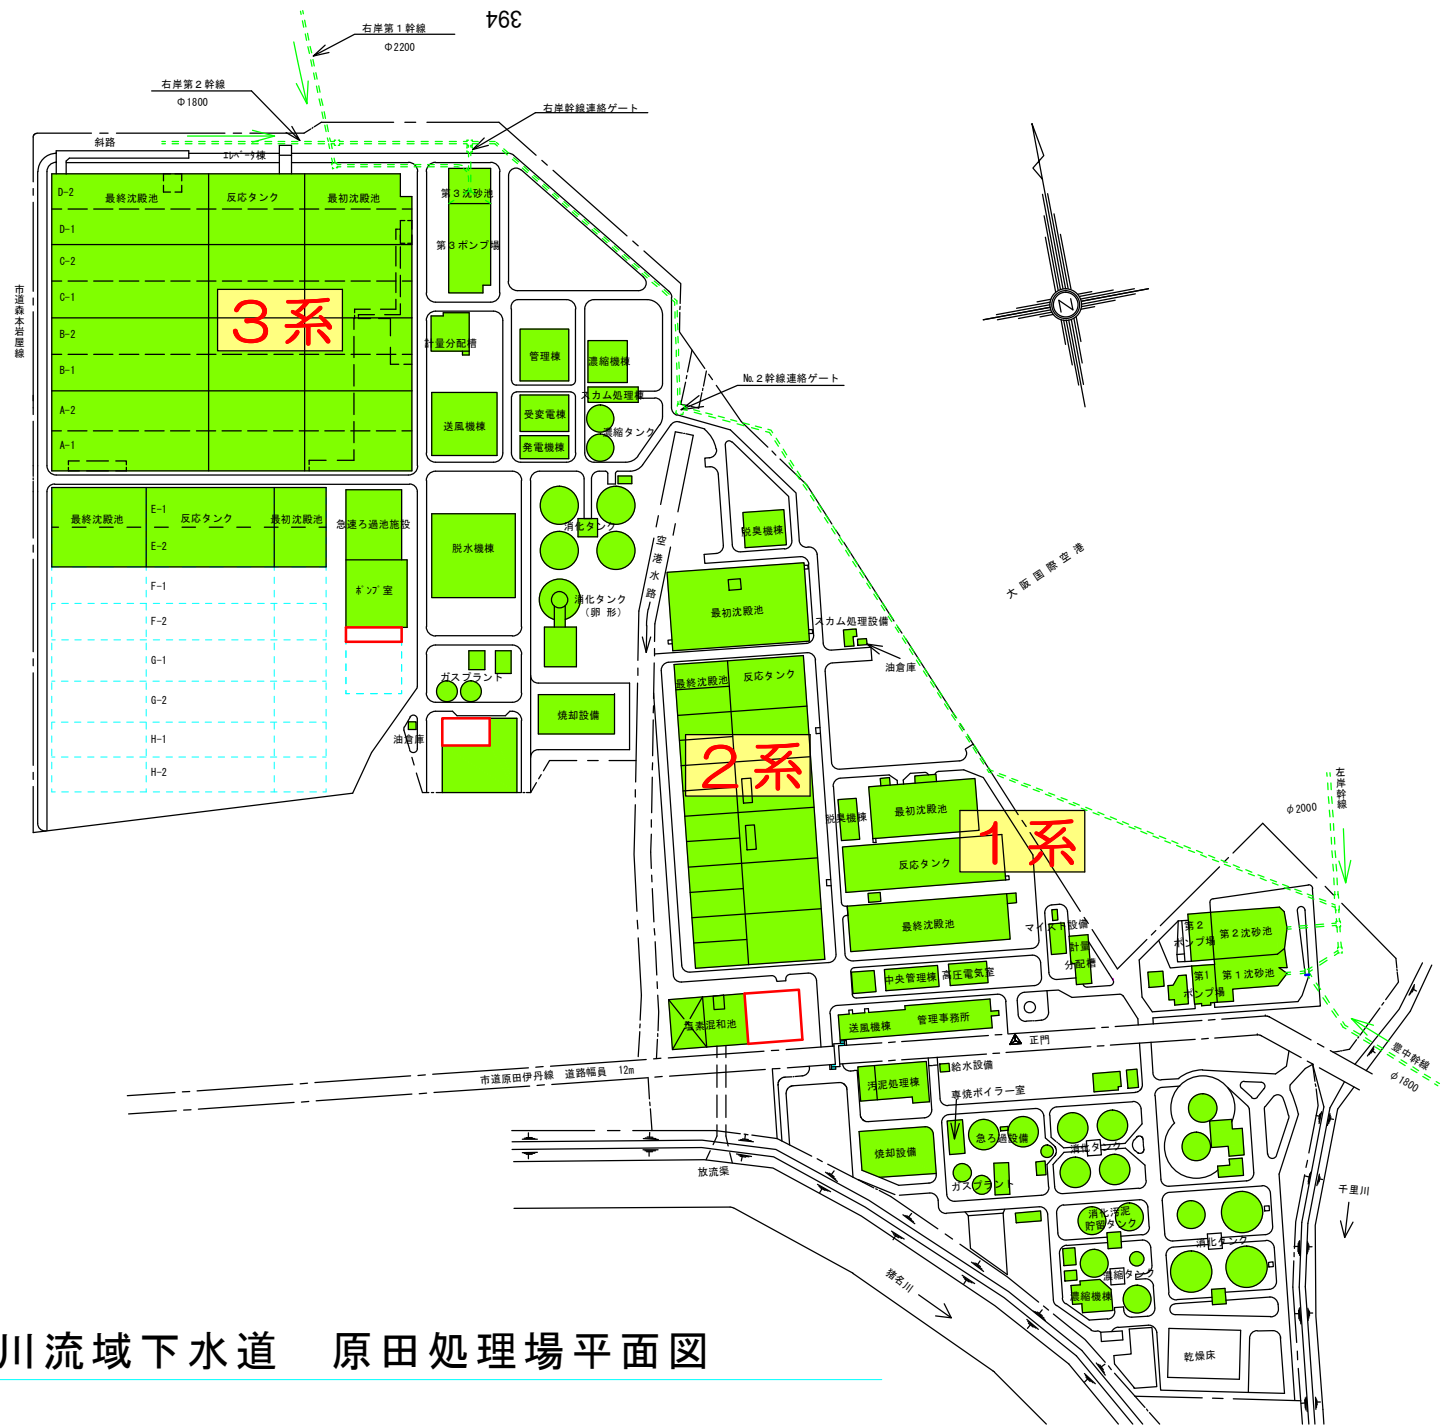 394
右岸第1幹線
Φ2200
右岸第2幹線
Φ1800
右岸幹線連絡ゲート
斜路
エレベータ棟
D-2
最終沈殿池
反応タンク
最初沈殿池
D-1
C-2
C-1
B-2
B-1
A-2
A-1
3系
市道森本岩屋線
第3沈砂池
第3ポンプ場
計量分配槽
管理棟
濃縮機棟
スカム処理棟
送風機棟
受変電棟
発電機棟
濃縮タンク
№2幹線連絡ゲート
最終沈殿池
反応タンク
最初沈殿池
E-1
E-2
F-1
F-2
G-1
G-2
H-1
H-2
急速ろ過池施設
ポンプ室
脱水機棟
消化タンク
消化タンク
(卵 形)
空港水路
ガスプラント
油倉庫
焼却設備
脱臭機棟
大阪国際空港
最初沈殿池
スカム処理設備
油倉庫
最終沈殿池
反応タンク
2系
脱臭機棟
最初沈殿池
反応タンク
1系
最終沈殿池
マイスト設備
計量
分配槽
中央管理棟
高圧電気室
送風機棟
管理事務所
塩素混和池
正門
左岸幹線
φ2000
第2
ポンプ場
第2沈砂池
第1
ポンプ場
第1沈砂池
豊中幹線
φ1800
市道原田伊丹線 道路幅員 12m
汚泥処理棟
給水設備
専焼ボイラー室
急ろ過設備
焼却設備
ガスプラント
消化タンク
消化汚泥
貯留タンク
消化タンク
濃縮タンク
濃縮機棟
乾燥床
放流渠
猪名川
千里川
川流域下水道 原田処理場平面図
N